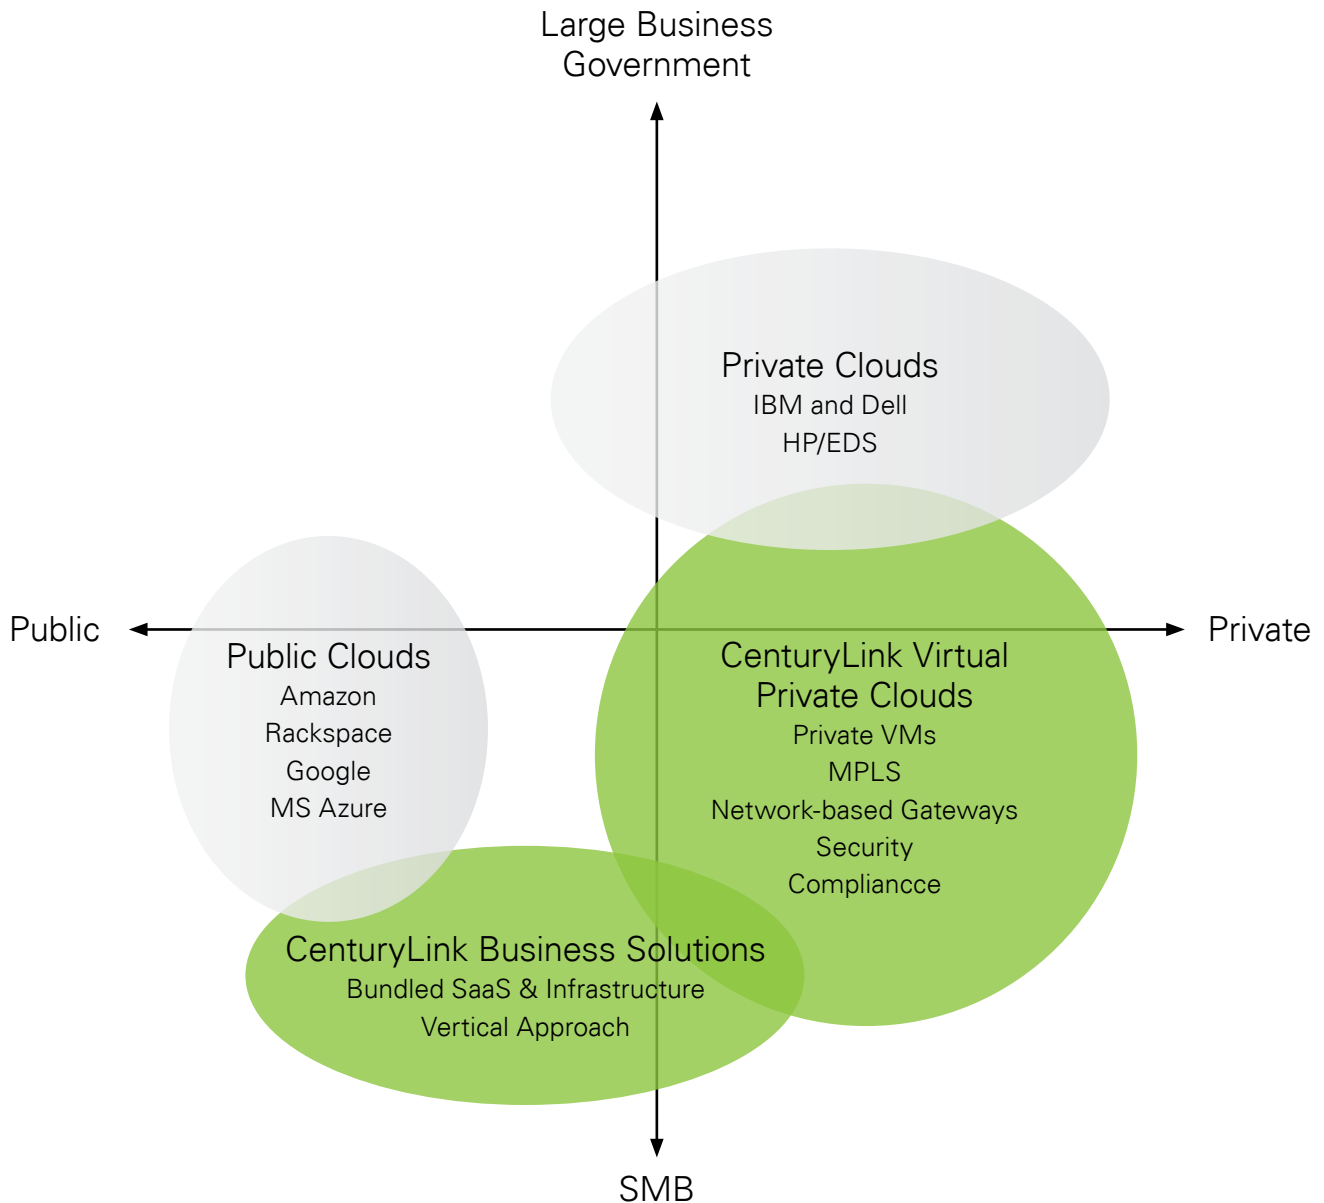 Large Business
Government
Private Clouds
IBM and Dell
HP/EDS
Public
Private
Public Clouds
Amazon
Rackspace
Google
MS Azure
CenturyLink Virtual
Private Clouds
Private VMs
MPLS
Network-based Gateways
Security
Compliancce
CenturyLink Business Solutions
Bundled SaaS & Infrastructure
Vertical Approach
SMB